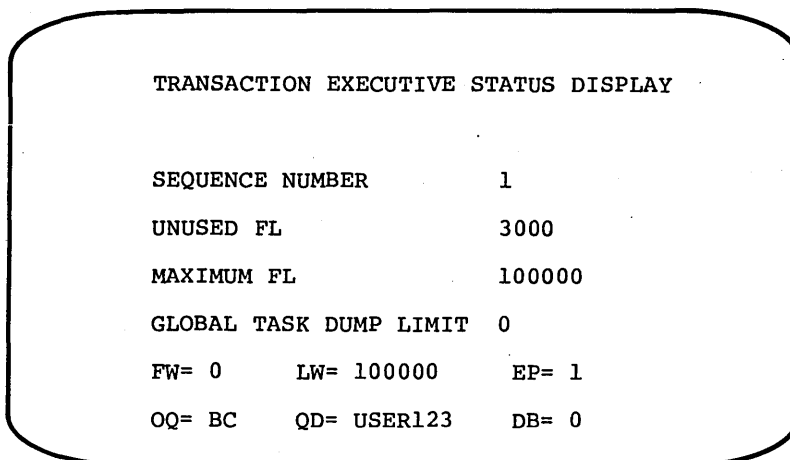 TRANSACTION EXECUTIVE STATUS DISPLAY
SEQUENCE NUMBER 1
UNUSED FL 3000
MAXIMUM FL 100000
GLOBAL TASK DUMP LIMIT 0
FW= 0 LW= 100000 EP= 1
OQ= BC QD= USER123 DB= 0